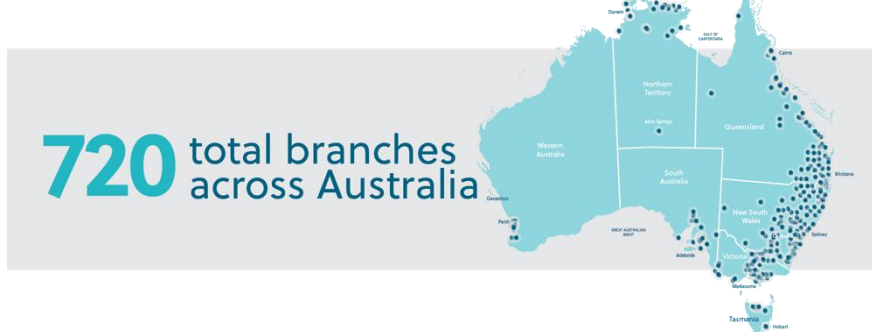 720 total branches
across Australia
Darwin
GULF OF
CARPENTARIA
Cairns
Northern
Territory
Alice Springs
Queensland
Western
Australia
South
Australia
Brisbane
Geraldton
New South
Wales
Perth
GREAT AUSTRALIAN
BIGHT
Sydney
Adelaide
Victoria
Melbourne
Tasmania
Hobart